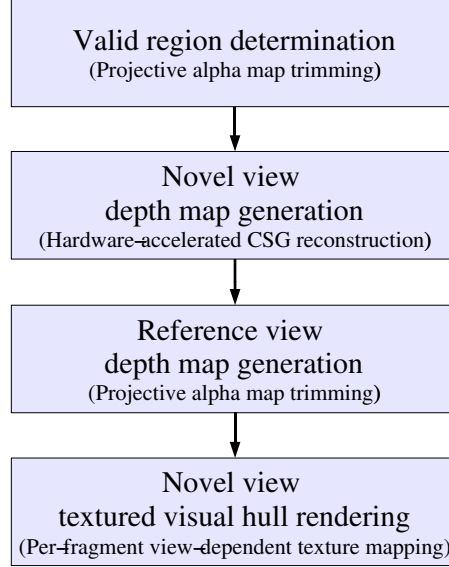 Valid region determination
(Projective alpha map trimming)
Novel view
depth map generation
(Hardware-accelerated CSG reconstruction)
Reference view
depth map generation
(Projective alpha map trimming)
Novel view
textured visual hull rendering
(Per-fragment view-dependent texture mapping)